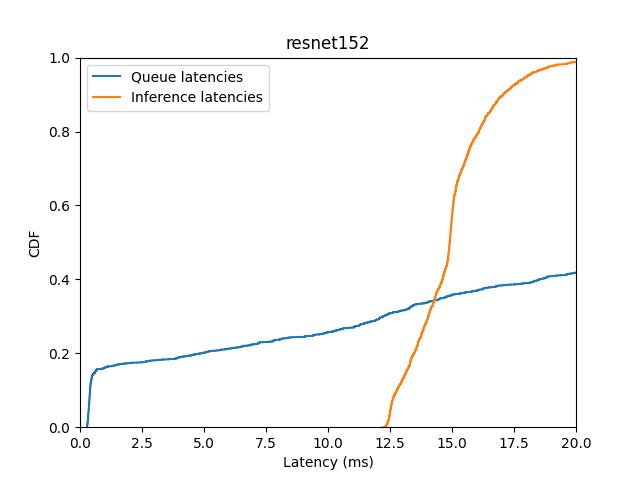 resnet152
Queue latencies
Inference latencies
CDF
1.0
0.8
0.6
0.4
0.2
0.0
0.0 2.5 5.0 7.5 10.0 12.5 15.0 17.5 20.0
Latency (ms)